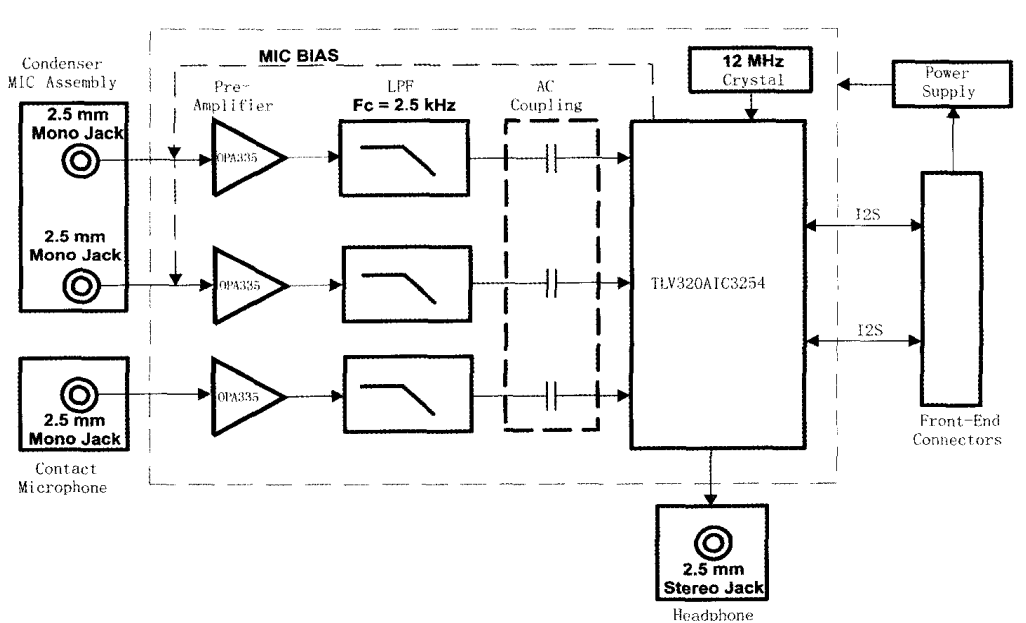 MIC BIAS
Condenser
MIC Assembly
2.5 mm
Mono Jack
2.5 mm
Mono Jack
Pre-
Amplifier
OPA335
OPA335
OPA335
LPF
Fc = 2.5 kHz
AC
Coupling
12 MHz
Crystal
Power
Supply
TLV320AIC3254
I2S
I2S
Front-End
Connectors
2.5 mm
Mono Jack
Contact
Microphone
2.5 mm
Stereo Jack
Headphone